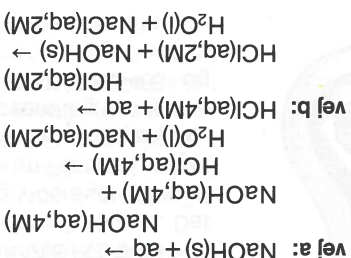 vej a: NaOH(s) + aq →
NaOH(aq,4M)
NaOH(aq,4M) +
HCl(aq,4M) →
H₂O(l) + NaCl(aq,2M)
vej b: HCl(aq,4M) + aq →
HCl(aq,2M)
HCl(aq,2M) + NaOH(s) →
H₂O(l) + NaCl(aq,2M)